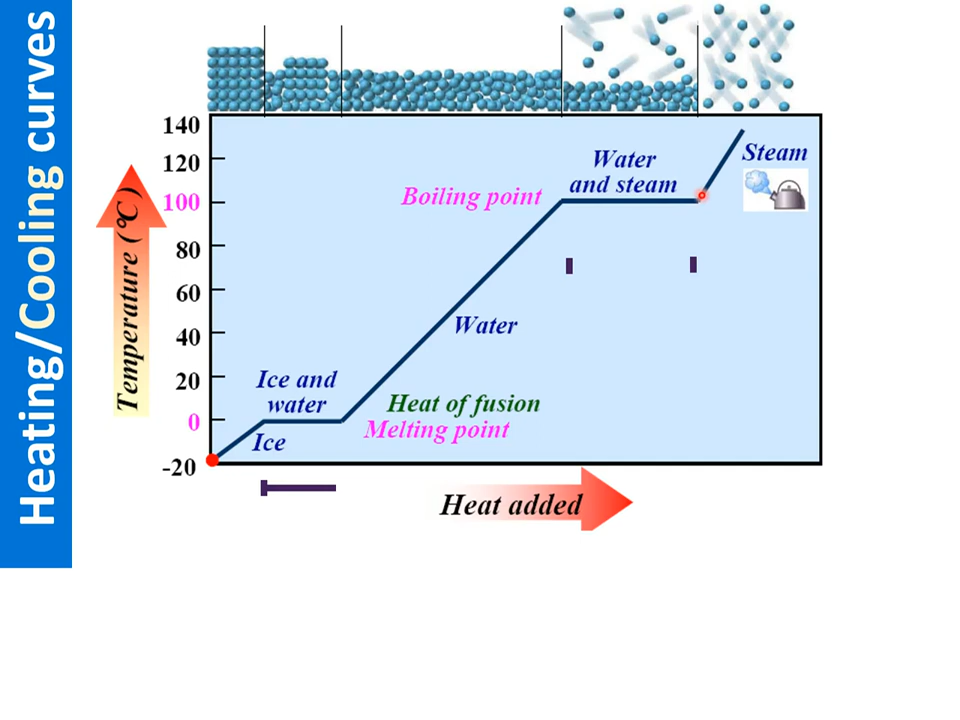 Heating/Cooling curves
Temperature (°C)
140
120
100
80
60
40
20
0
-20
Boiling point
Water
and steam
Steam
Water
Ice and
water
Heat of fusion
Melting point
Ice
Heat added